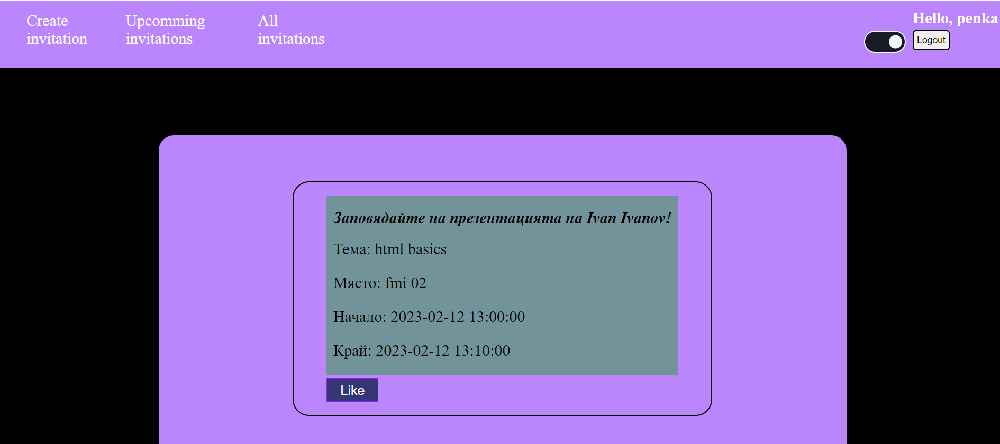 Create
invitation
Upcomming
invitations
All
invitations
Hello, penka
Logout
Заповядайте на презентацията на Ivan Ivanov!
Тема: html basics
Място: fmi 02
Начало: 2023-02-12 13:00:00
Край: 2023-02-12 13:10:00
Like